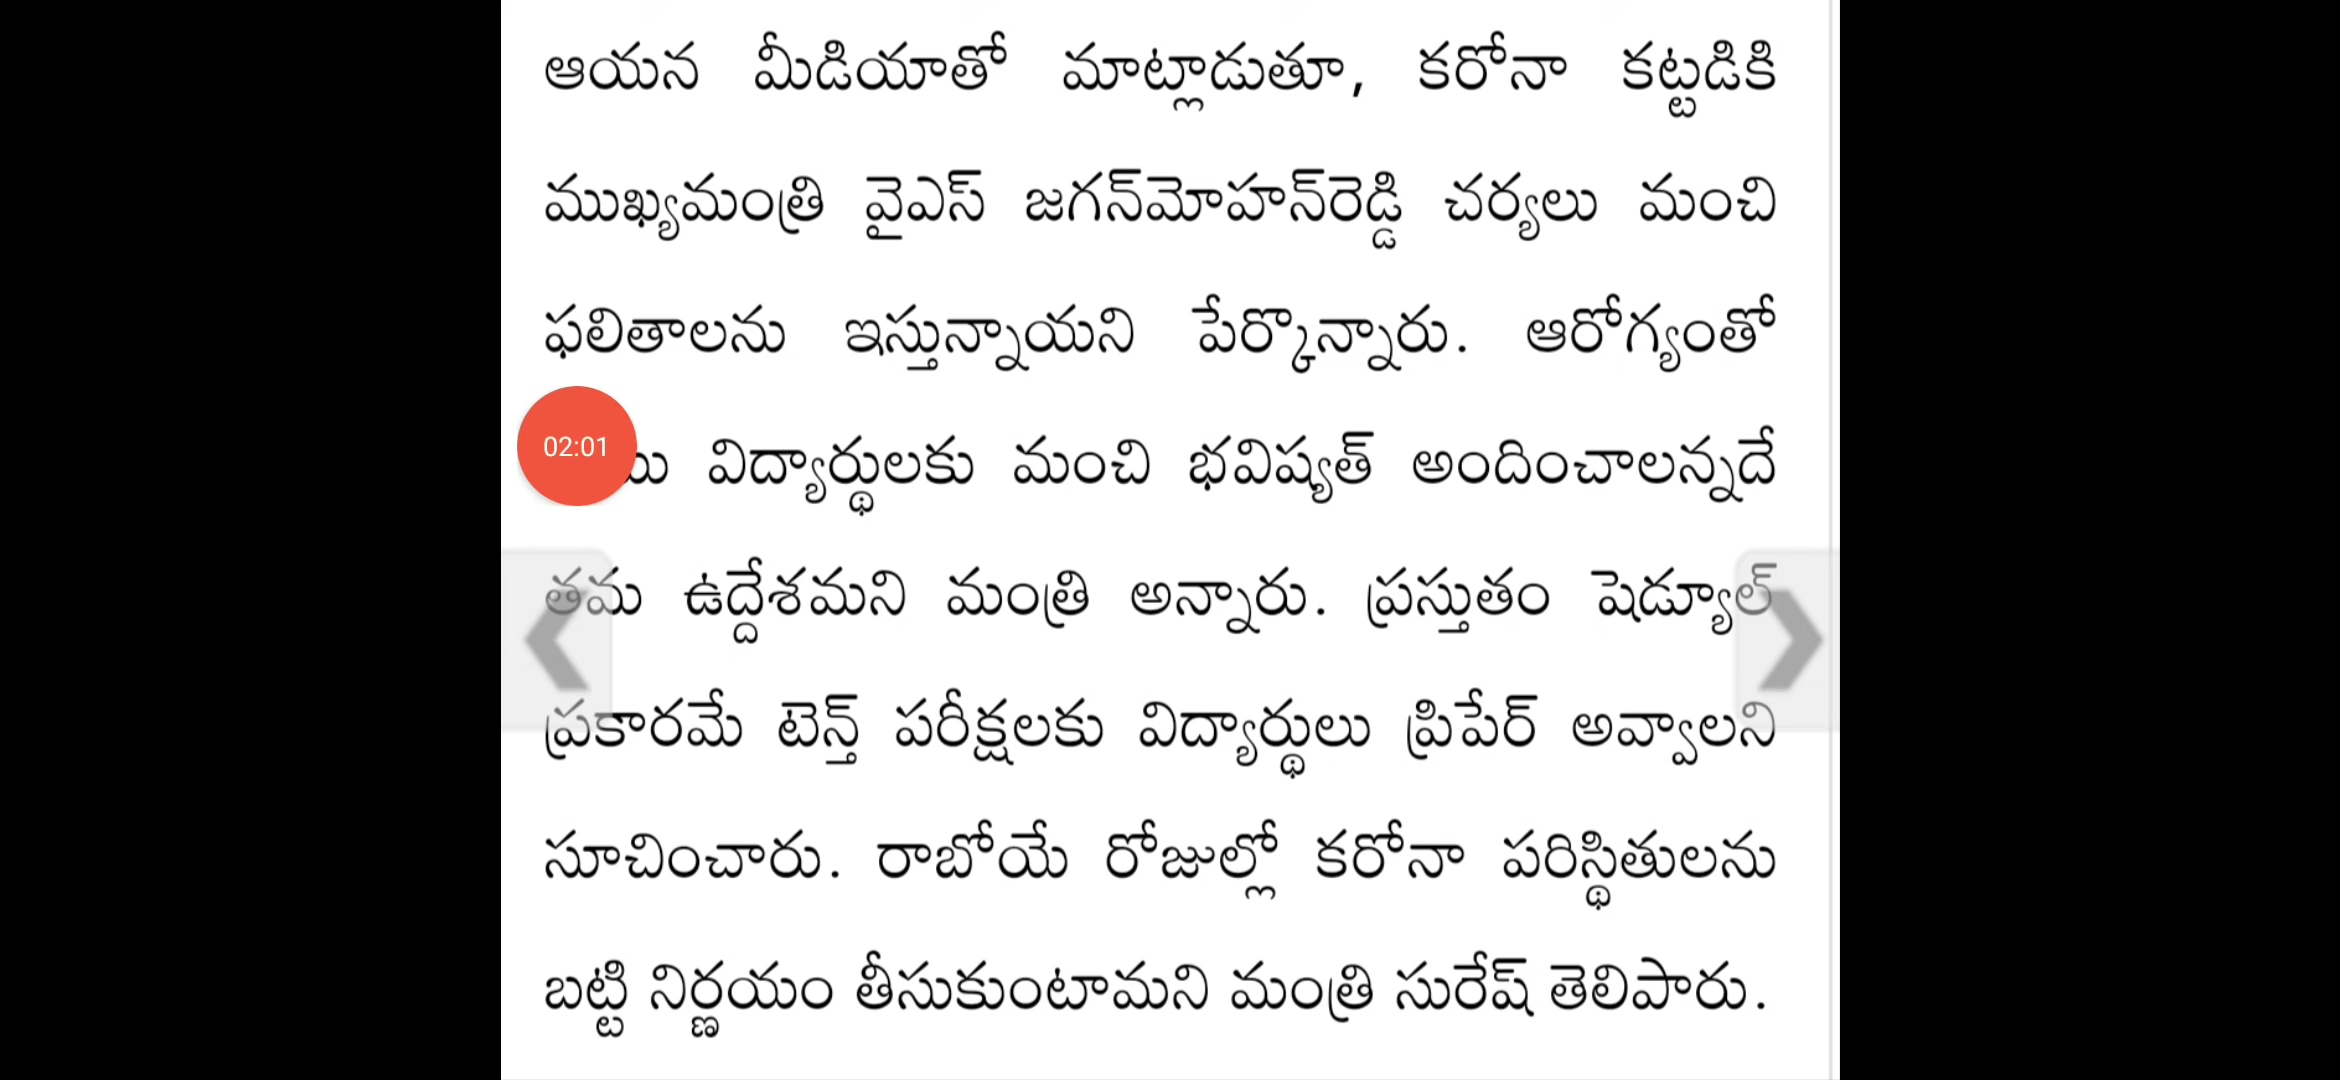 ఆయన మీడియాతో మాట్లాడుతూ, కరోనా కట్టడికి
ముఖ్యమంత్రి వైఎస్ జగన్‌మోహన్‌రెడ్డి చర్యలు మంచి
ఫలితాలను ఇస్తున్నాయని పేర్కొన్నారు. ఆరోగ్యంతో
02:01 విద్యార్థులకు మంచి భవిష్యత్ అందించాలన్నదే
తమ ఉద్దేశమని మంత్రి అన్నారు. ప్రస్తుతం షెడ్యూల్
ప్రకారమే టెన్త్ పరీక్షలకు విద్యార్థులు ప్రిపేర్ అవ్వాలని
సూచించారు. రాబోయే రోజుల్లో కరోనా పరిస్థితులను
బట్టి నిర్ణయం తీసుకుంటామని మంత్రి సురేష్ తెలిపారు.